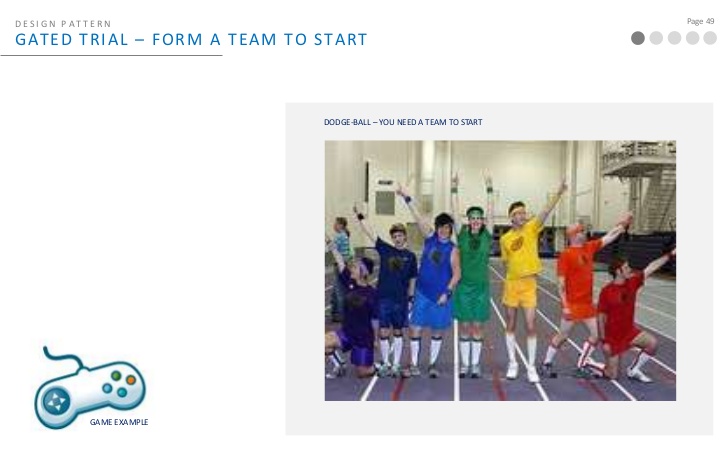 DESIGN PATTERN
Page 49
GATED TRIAL – FORM A TEAM TO START
DODGE-BALL – YOU NEED A TEAM TO START
GAME EXAMPLE